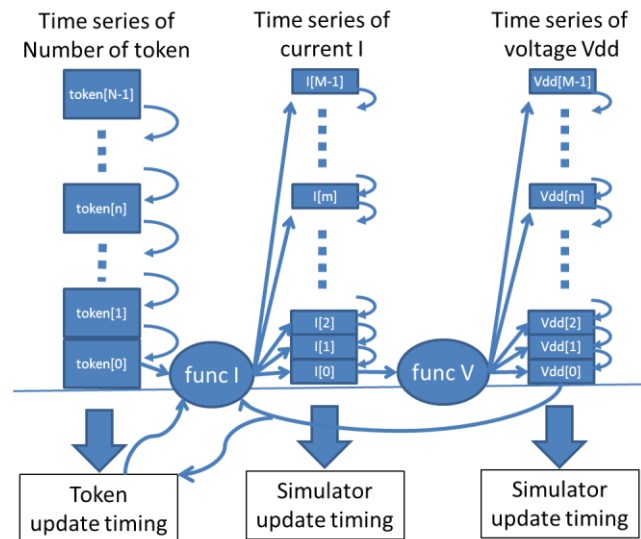 Time series of
Number of token
Time series of
current I
Time series of
voltage Vdd
token[N-1]
token[n]
token[1]
token[0]
func I
I[M-1]
I[m]
I[2]
I[1]
I[0]
func V
Vdd[M-1]
Vdd[m]
Vdd[2]
Vdd[1]
Vdd[0]
Token
update timing
Simulator
update timing
Simulator
update timing